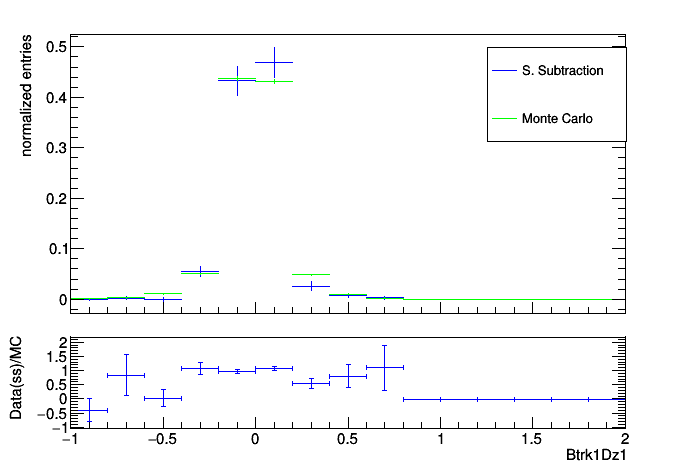 normalized entries
0.5
0.4
0.3
0.2
0.1
0
S. Subtraction
Monte Carlo
Data(ss)/MC
2
1.5
1
0.5
0
−0.5
−1
−1 −0.5 0 0.5 1 1.5 2
Btrk1Dz1